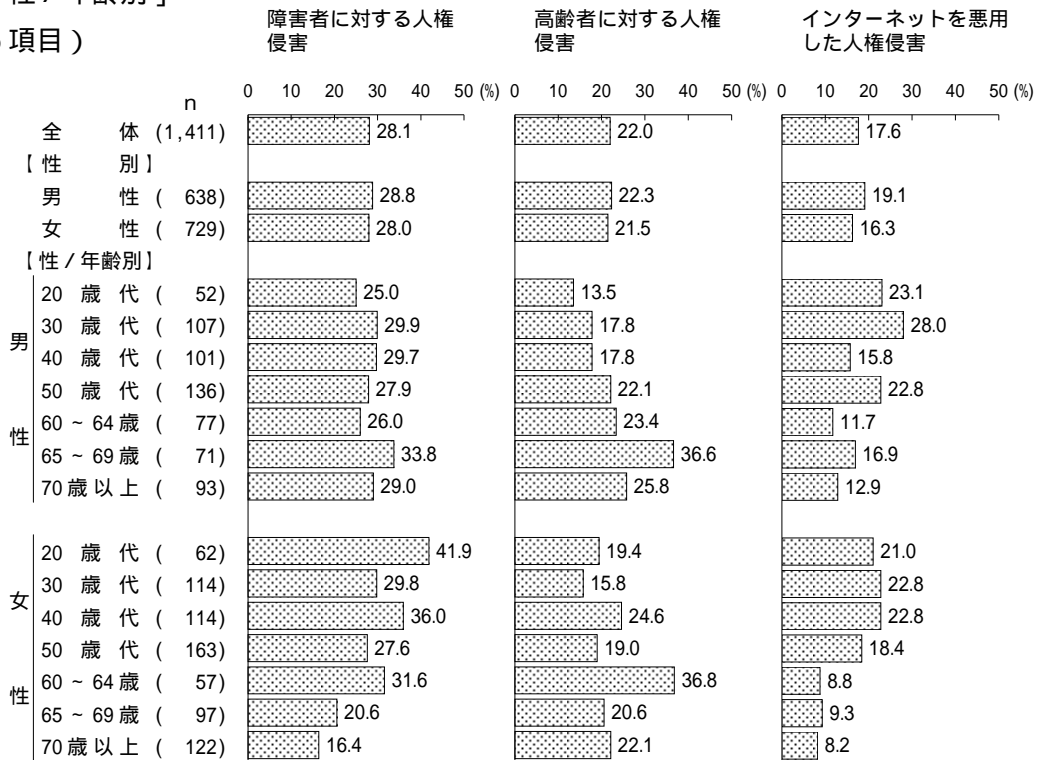 性 / 年齢別 ]
項目 )
障害者に対する人権
侵害
高齢者に対する人権
侵害
インターネットを悪用
した人権侵害
n
0 10 20 30 40 50 (%) 0 10 20 30 40 50 (%) 0 10 20 30 40 50 (%)
全 体 (1,411) 28.1 22.0 17.6
【 性 別 】
男 性 ( 638) 28.8 22.3 19.1
女 性 ( 729) 28.0 21.5 16.3
【 性 / 年齢別 】
男 性
20 歳 代 ( 52) 25.0 13.5 23.1
30 歳 代 ( 107) 29.9 17.8 28.0
40 歳 代 ( 101) 29.7 17.8 15.8
50 歳 代 ( 136) 27.9 22.1 22.8
60 ~ 64 歳 ( 77) 26.0 23.4 11.7
65 ~ 69 歳 ( 71) 33.8 36.6 16.9
70 歳 以 上 ( 93) 29.0 25.8 12.9
女 性
20 歳 代 ( 62) 41.9 19.4 21.0
30 歳 代 ( 114) 29.8 15.8 22.8
40 歳 代 ( 114) 36.0 24.6 22.8
50 歳 代 ( 163) 27.6 19.0 18.4
60 ~ 64 歳 ( 57) 31.6 36.8 8.8
65 ~ 69 歳 ( 97) 20.6 20.6 9.3
70 歳 以 上 ( 122) 16.4 22.1 8.2